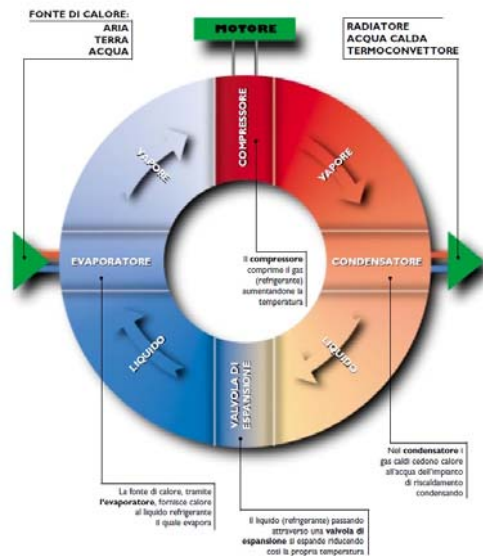 FONTE DI CALORE:
ARIA
TERRA
ACQUA
MOTORE
RADIATORE
ACQUA CALDA
TERMOCONVETTORE
COMPRESSORE
VAPORE
VAPORE
Il compressore
comprime il gas
(refrigerante)
aumentandone la
temperatura
EVAPORATORE
CONDENSATORE
LIQUIDO
LIQUIDO
VALVOLA DI
ESPANSIONE
Nel condensatore i
gas caldi cedono calore
all'acqua dell'impianto
di riscaldamento
condensando
Le fonte di calore, tramite
l'evaporatore, fornisce calore
al liquido refrigerante
il quale evapora
Il liquido (refrigerante) passando
attraverso una valvola di
espansione si espande riducendo
così la propria temperatura